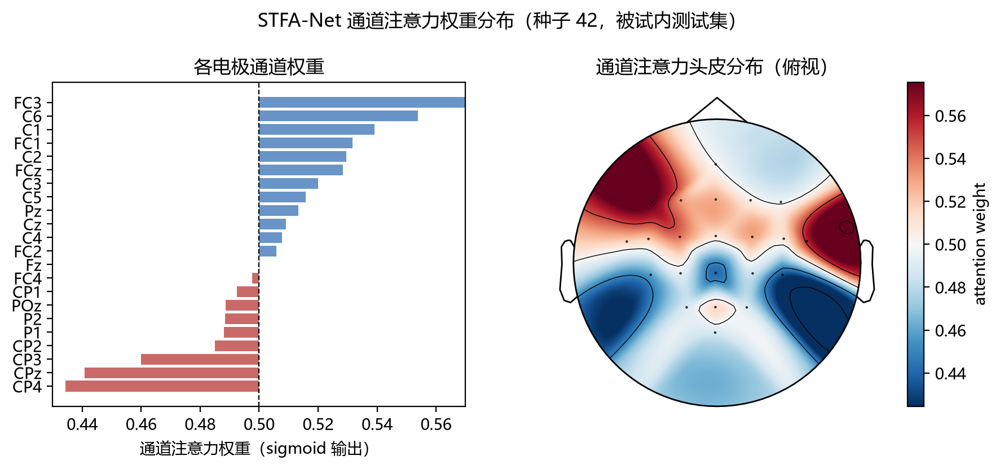 STFA-Net 通道注意力权重分布（种子 42，被试内测试集）
各电极通道权重
FC3
C6
C1
FC1
C2
FCz
C3
C5
Pz
Cz
C4
FC2
Fz
FC4
CP1
POz
P2
P1
CP2
CP3
CPz
CP4
0.44 0.46 0.48 0.50 0.52 0.54 0.56
通道注意力权重（sigmoid 输出）
通道注意力头皮分布（俯视）
0.56
0.54
0.52
0.50
0.48
0.46
0.44
attention weight